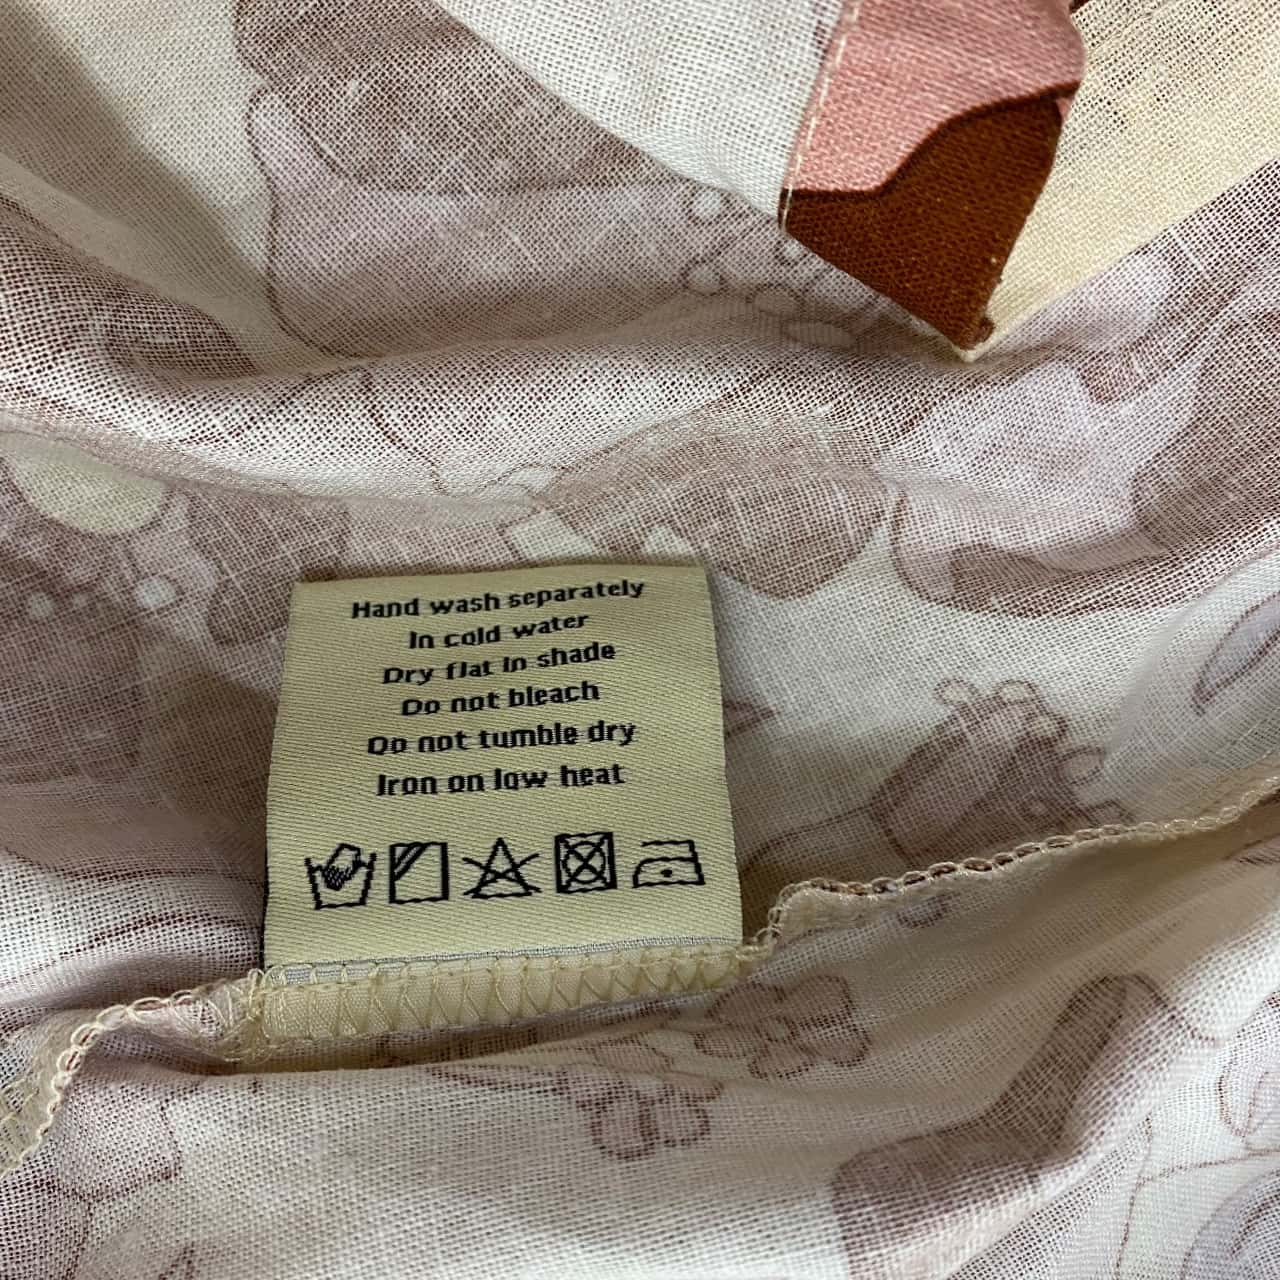 Hand wash separately
In cold water
Dry flat in shade
Do not bleach
Do not tumble dry
Iron on low heat